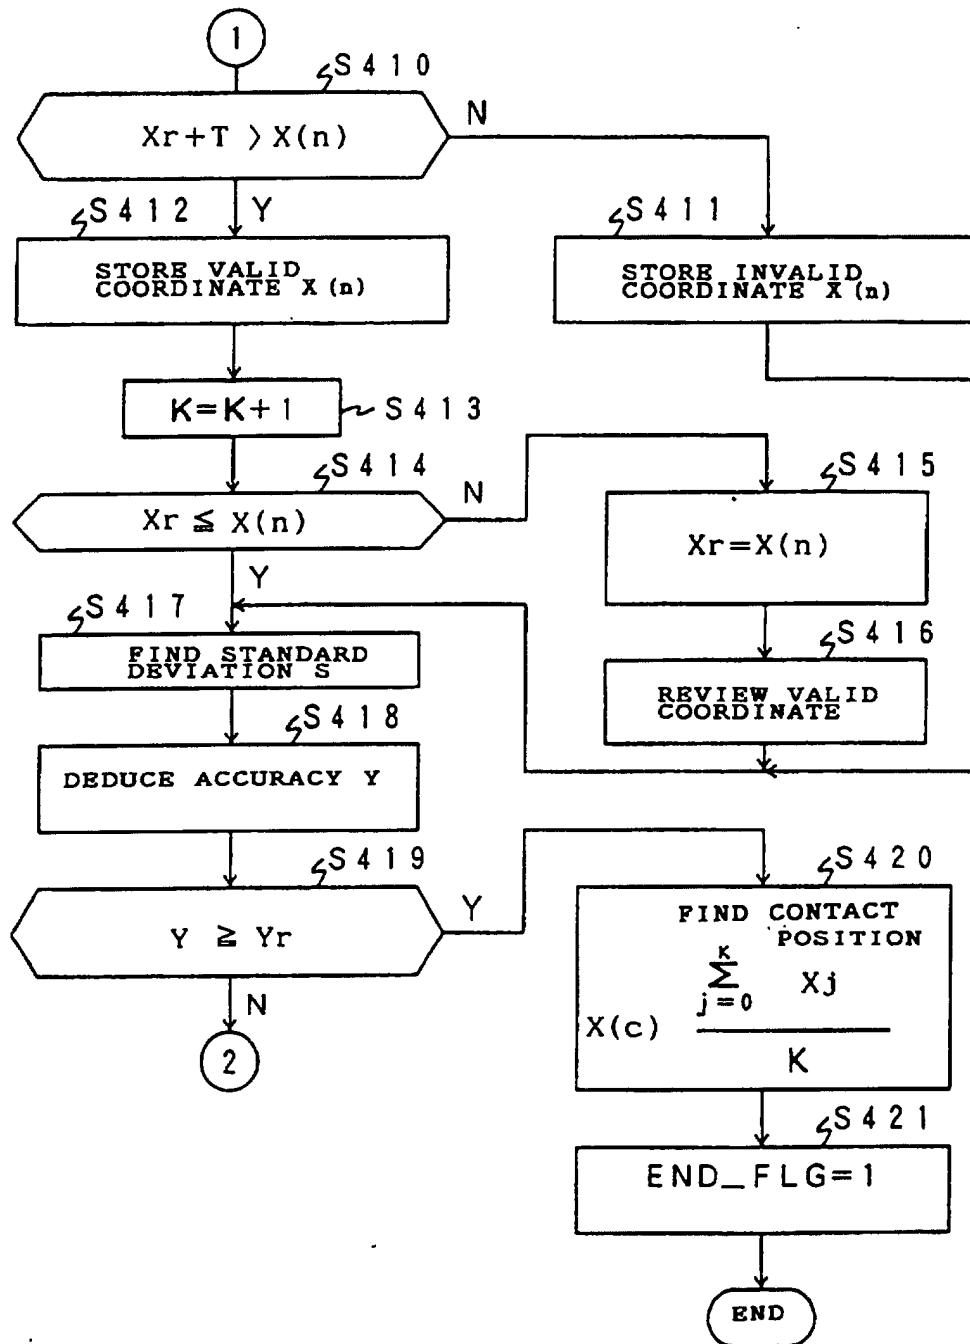 1
S410
Xr+T > X(n)
N
Y
S412
STORE VALID
COORDINATE X(n)
S411
STORE INVALID
COORDINATE X(n)
K=K+1
S413
S414
Xr ≦ X(n)
N
Y
S415
Xr=X(n)
S416
REVIEW VALID
COORDINATE
S417
FIND STANDARD
DEVIATION S
S418
DEDUCE ACCURACY Y
S419
Y ≧ Yr
Y
N
2
S420
FIND CONTACT
POSITION
K
∑ Xj
j=0
X(c)
K
S421
END_FLG=1
END